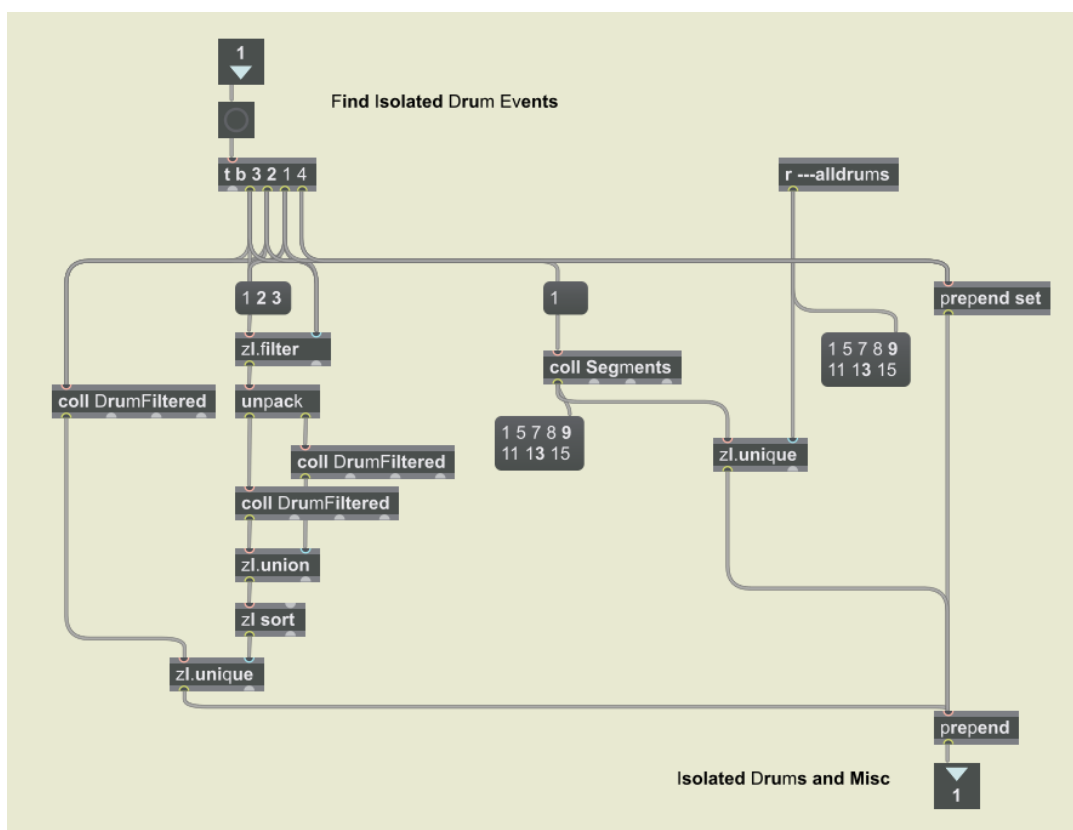 1
Find Isolated Drum Events
t b 3 2 1 4
r ---alldrums
1 2 3
1
prepend set
zl.filter
1 5 7 8 9
11 13 15
coll Segments
coll DrumFiltered
unpack
1 5 7 8 9
11 13 15
zl.unique
coll DrumFiltered
coll DrumFiltered
zl.union
zl sort
zl.unique
prepend
Isolated Drums and Misc
1